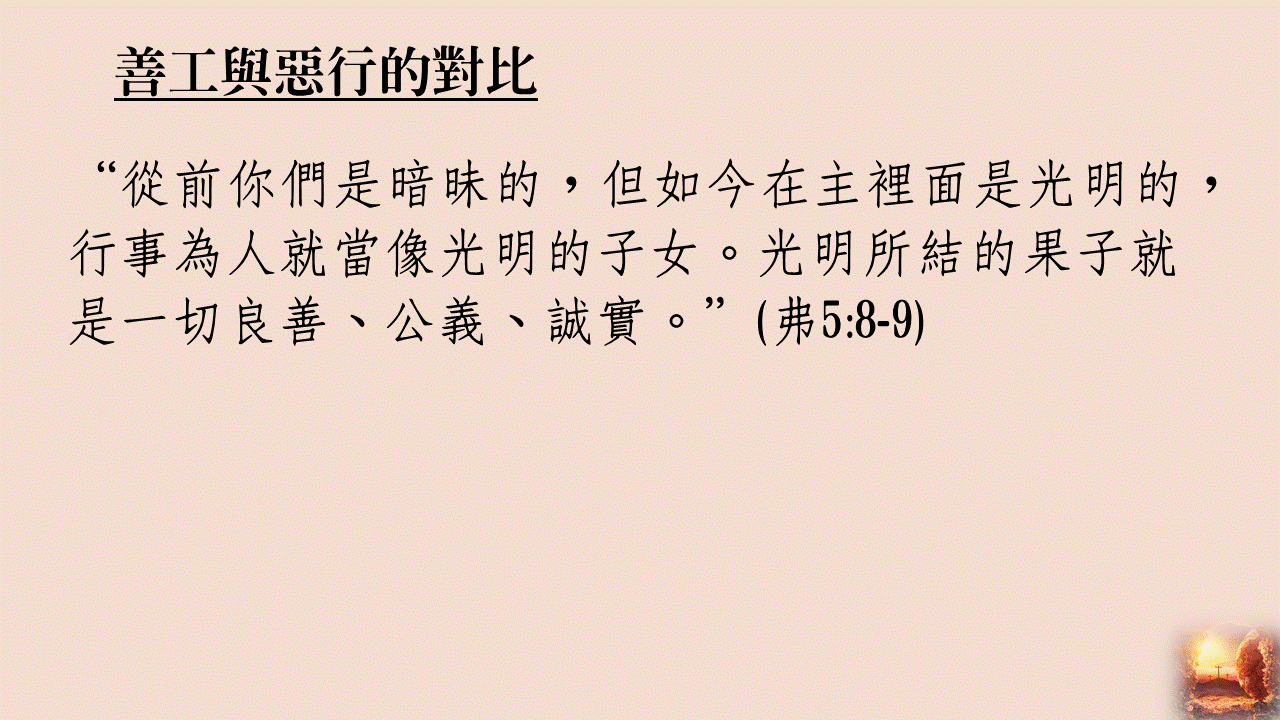 善工與惡行的對比
“從前你們是暗昧的，但如今在主裡面是光明的，
行事為人就當像光明的子女。光明所結的果子就
是一切良善、公義、誠實。”(弗5:8-9)